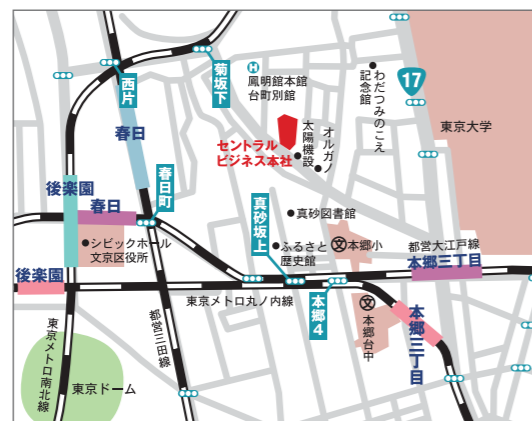 西片
菊坂下
H
鳳明館本館
台町別館
わだつみのこえ
記念館
17
東京大学
春日
セントラル
ビジネス本社
太陽機設
オルガノ
後楽園
春日
春日町
真砂坂上
真砂図書館
シビックホール
文京区役所
ふるさと
歴史館
文
本郷小
都営大江戸線
本郷三丁目
後楽園
東京メトロ丸ノ内線
本郷4
文
本郷台中
本郷三丁目
東京メトロ南北線
都営三田線
東京ドーム